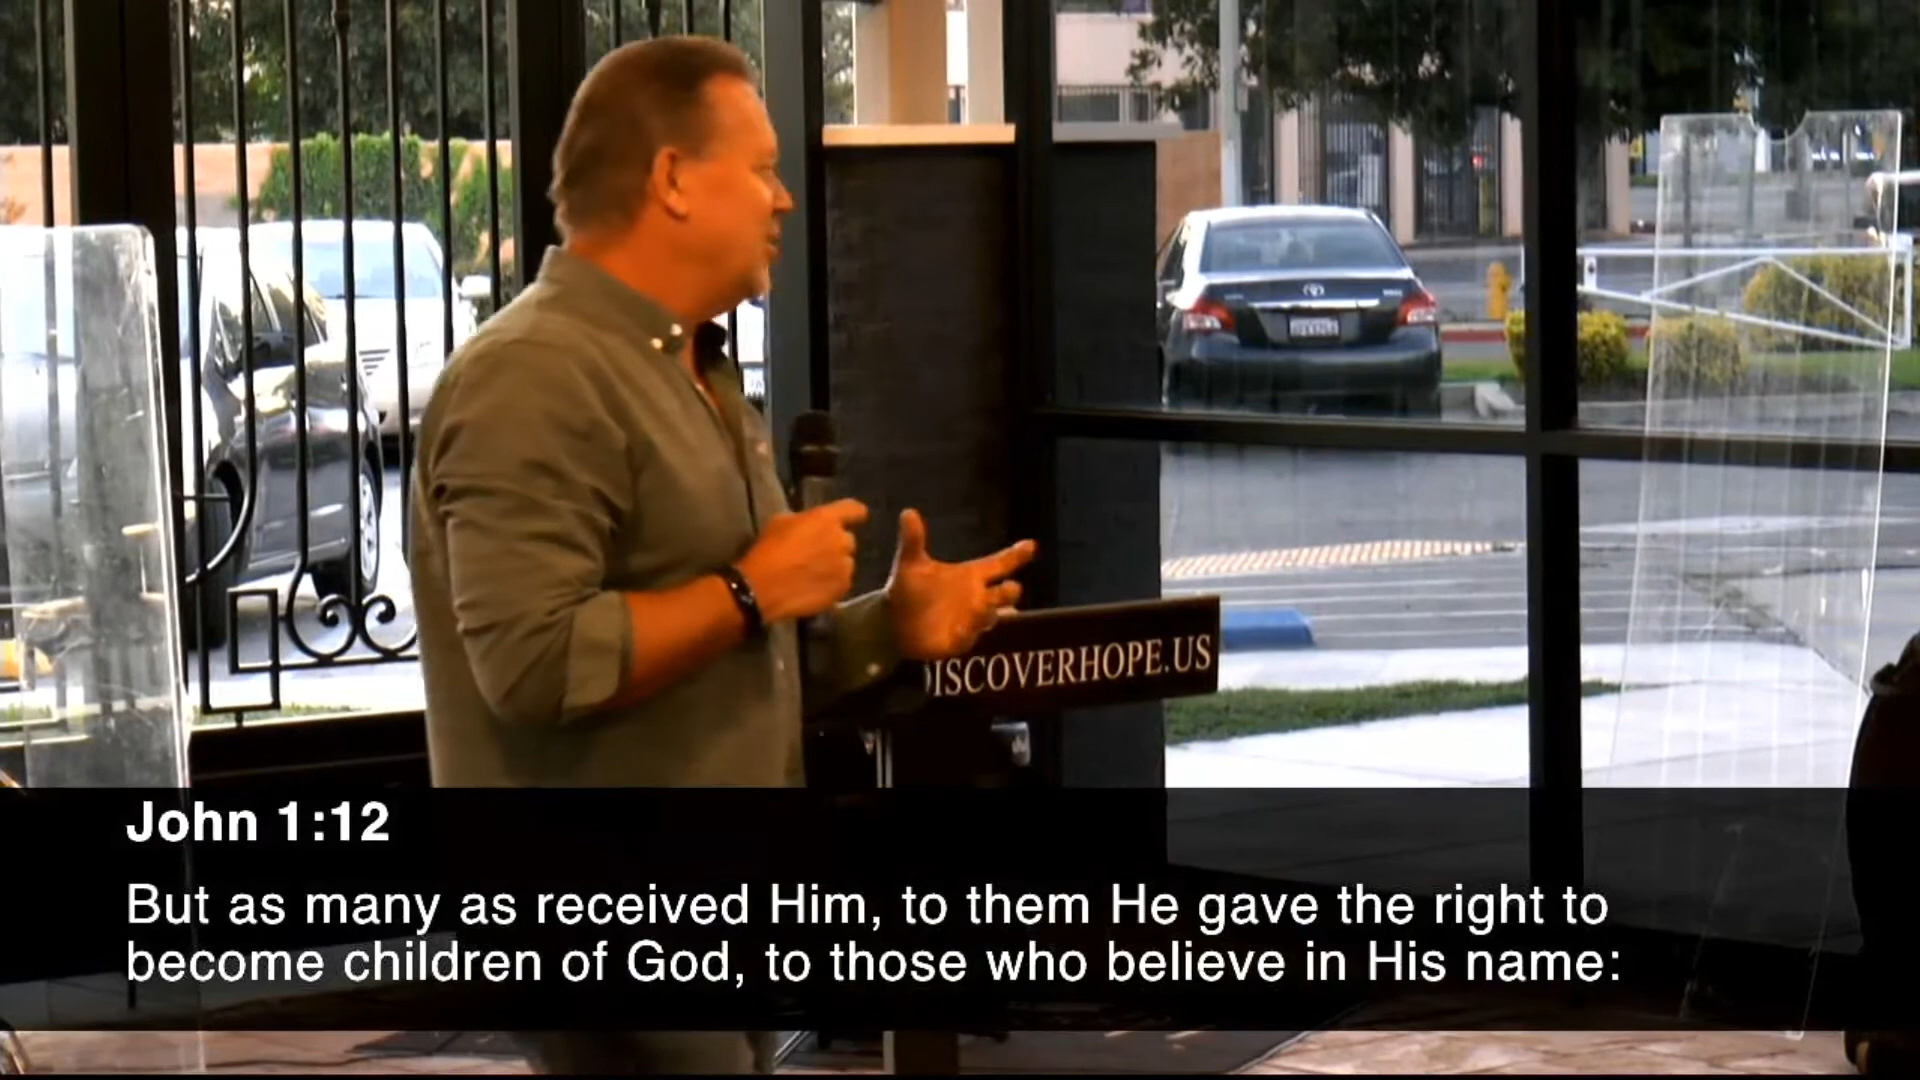 DISCOVERHOPE.US
John 1:12
But as many as received Him, to them He gave the right to
become children of God, to those who believe in His name: